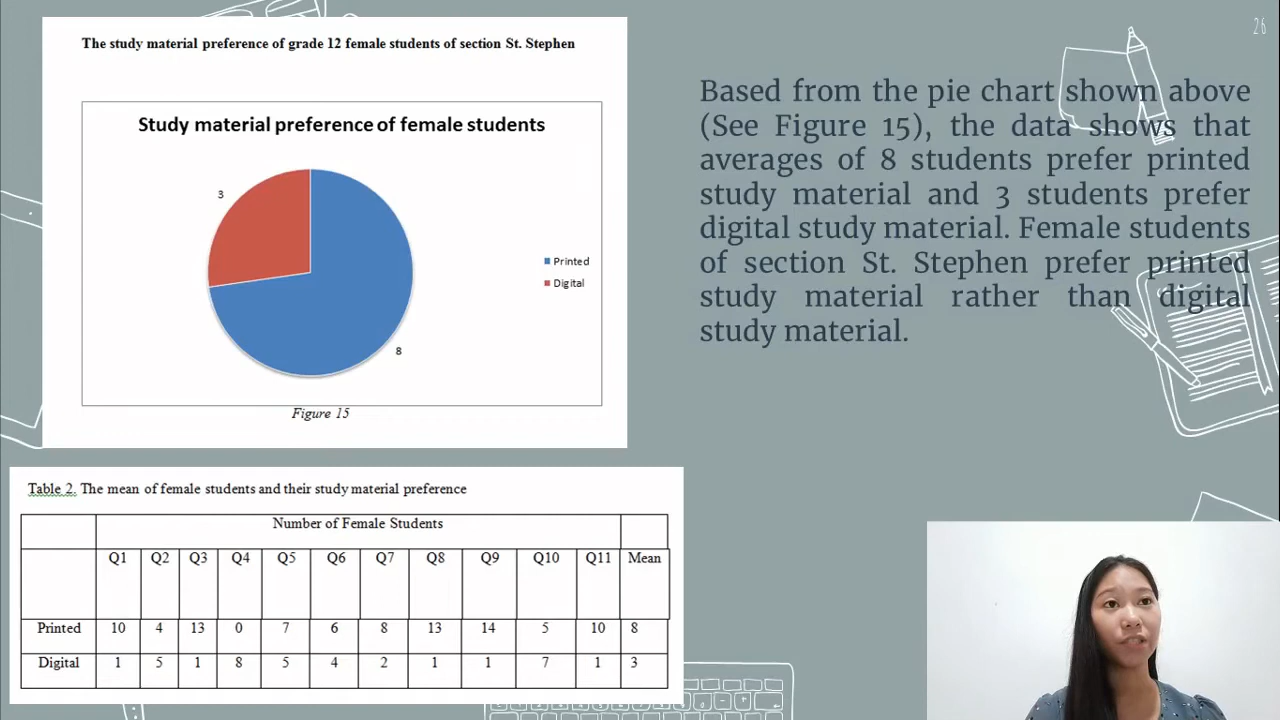 26
The study material preference of grade 12 female students of section St. Stephen
Study material preference of female students
3
8
Printed
Digital
Figure 15
Based from the pie chart shown above
(See Figure 15), the data shows that
averages of 8 students prefer printed
study material and 3 students prefer
digital study material. Female students
of section St. Stephen prefer printed
study material rather than digital
study material.
Table 2. The mean of female students and their study material preference
Number of Female Students
Q1 Q2 Q3 Q4 Q5 Q6 Q7 Q8 Q9 Q10 Q11 Mean
Printed 10 4 13 0 7 6 8 13 14 5 10 8
Digital 1 5 1 8 5 4 2 1 1 7 1 3